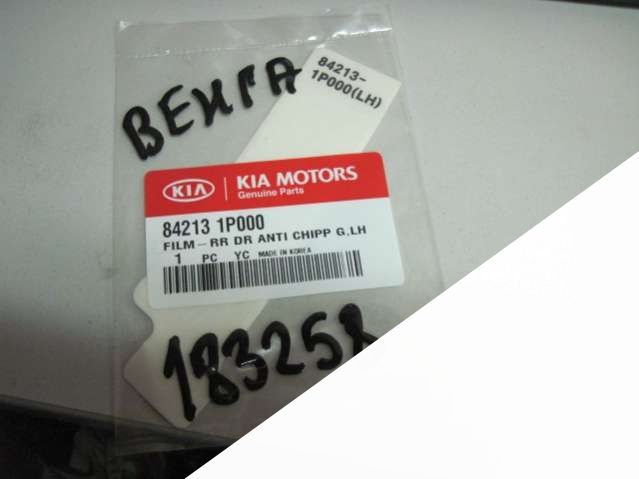 ВЕНГА
84213-
1P000(LH)
KIA
KIA MOTORS
Genuine Parts
84213 1P000
FILM-RR DR ANTI CHIPP G,LH
1 PC YC MADE IN KOREA
183258